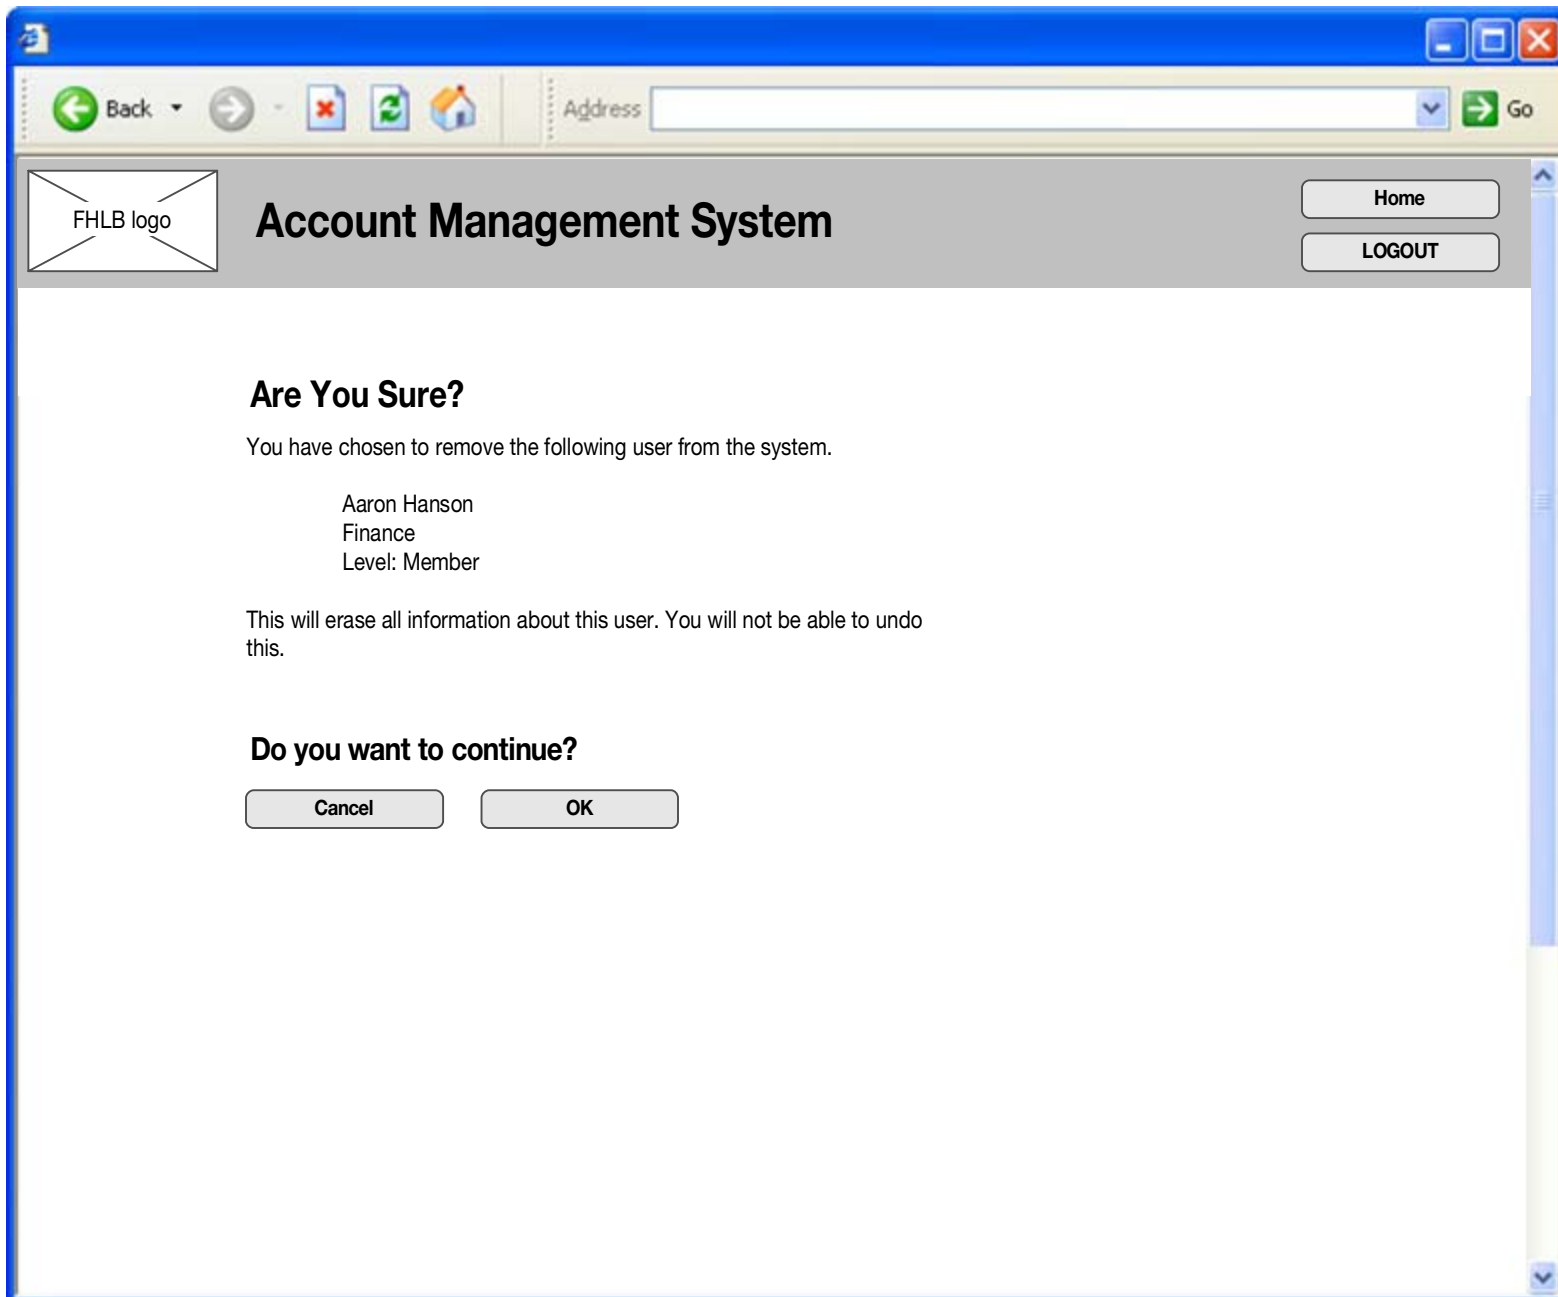 Back
Address
Go
FHLB logo
Account Management System
Home
LOGOUT
Are You Sure?
You have chosen to remove the following user from the system.
Aaron Hanson
Finance
Level: Member
This will erase all information about this user. You will not be able to undo
this.
Do you want to continue?
Cancel
OK